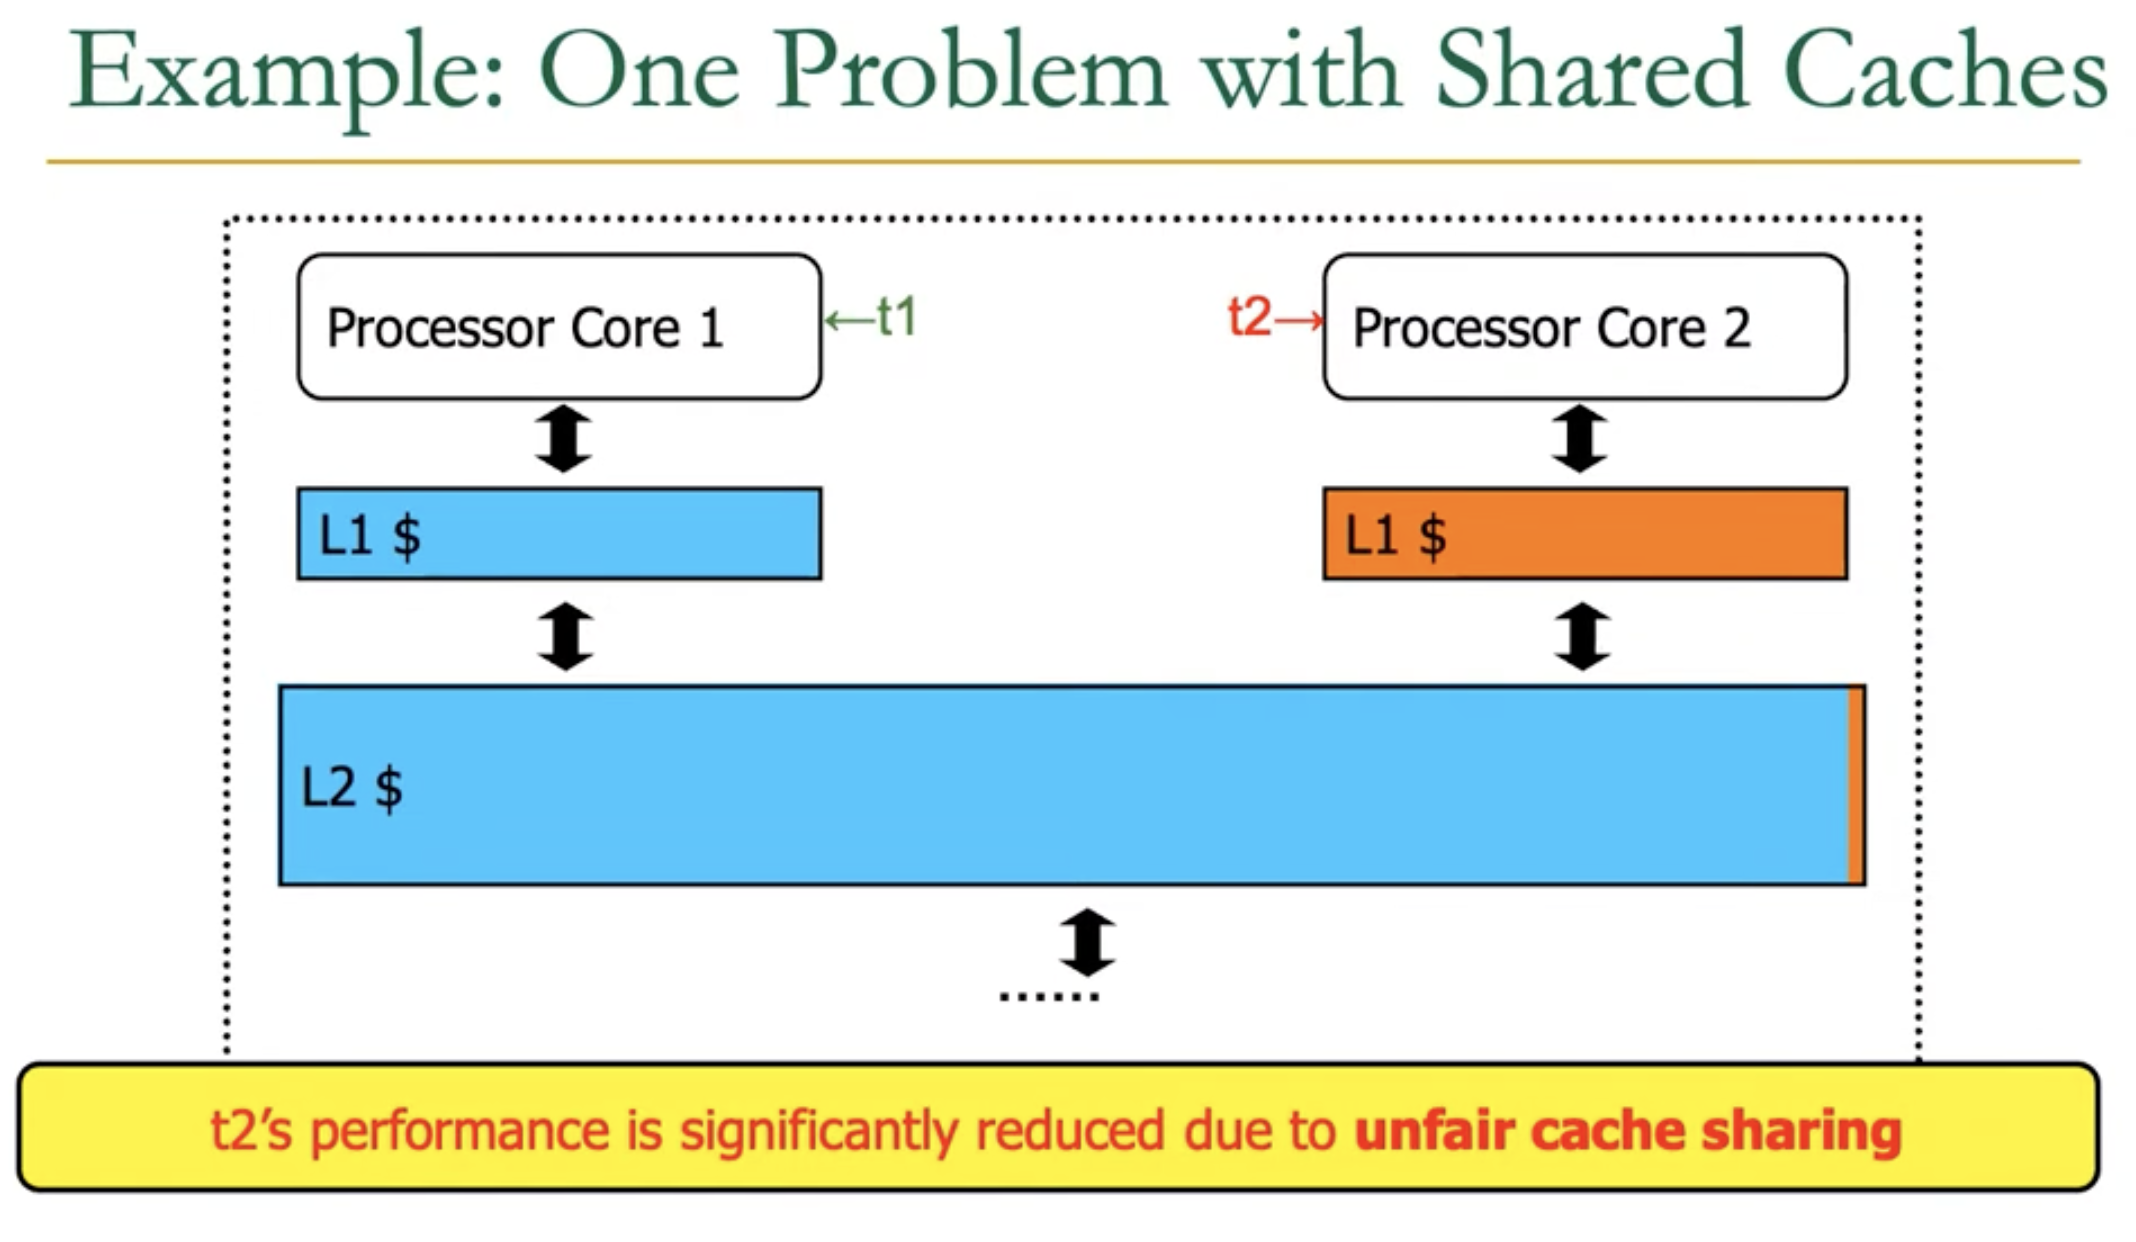 Example: One Problem with Shared Caches
Processor Core 1
←t1
t2→
Processor Core 2
L1 $
L1 $
L2 $
......
t2’s performance is significantly reduced due to unfair cache sharing